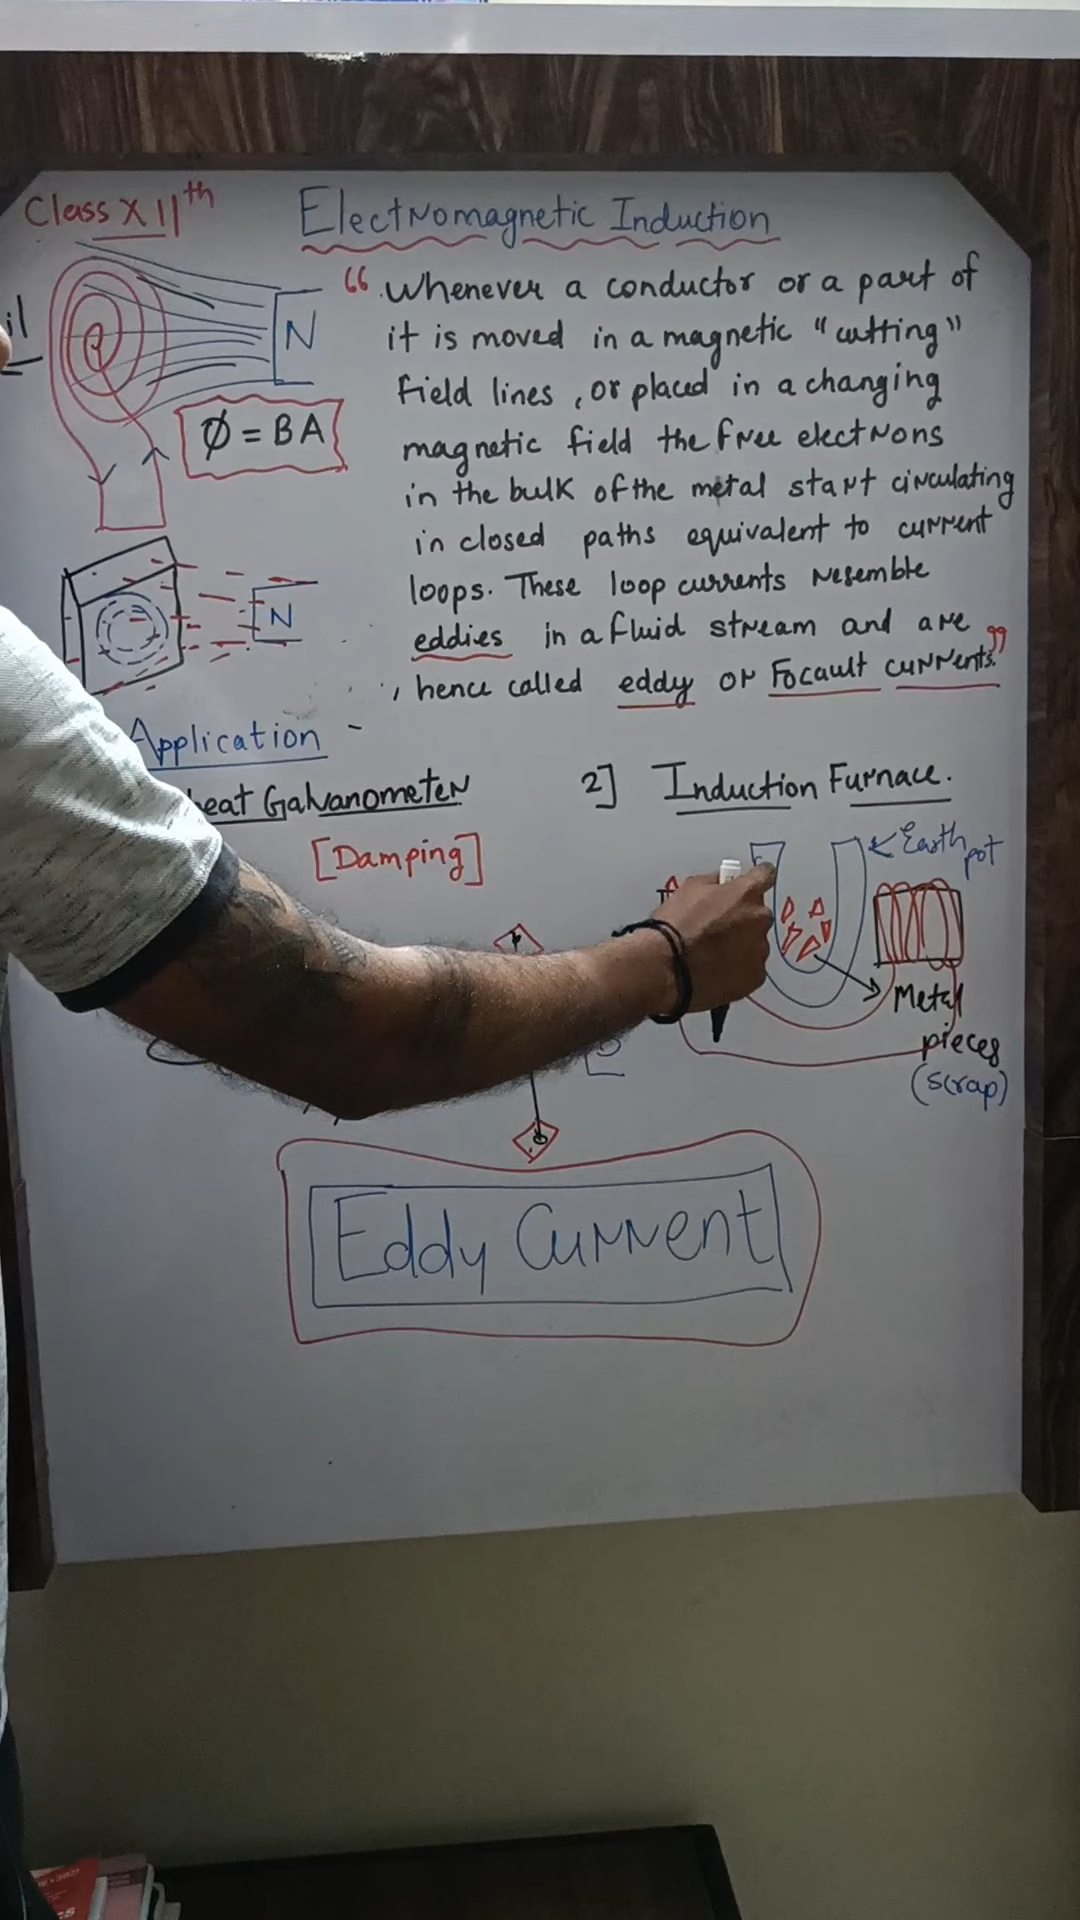 Class XIIth
Electromagnetic Induction
N
Ø = BA
N
“ Whenever a conductor or a part of
it is moved in a magnetic "cutting"
Field lines , or placed in a changing
magnetic field the free electrons
in the bulk of the metal start circulating
in closed paths equivalent to current
loops. These loop currents resemble
eddies in a fluid stream and are
, hence called eddy or Focault currents.”
Application -
Galvanometer
[Damping]
2] Induction Furnace.
Earth pot
Metal
pieces
(scrap)
Eddy Current